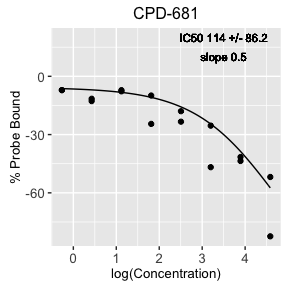 CPD-681
IC50 114 +/- 86.2
slope 0.5
0
-30
-60
% Probe Bound
0
1
2
3
4
log(Concentration)